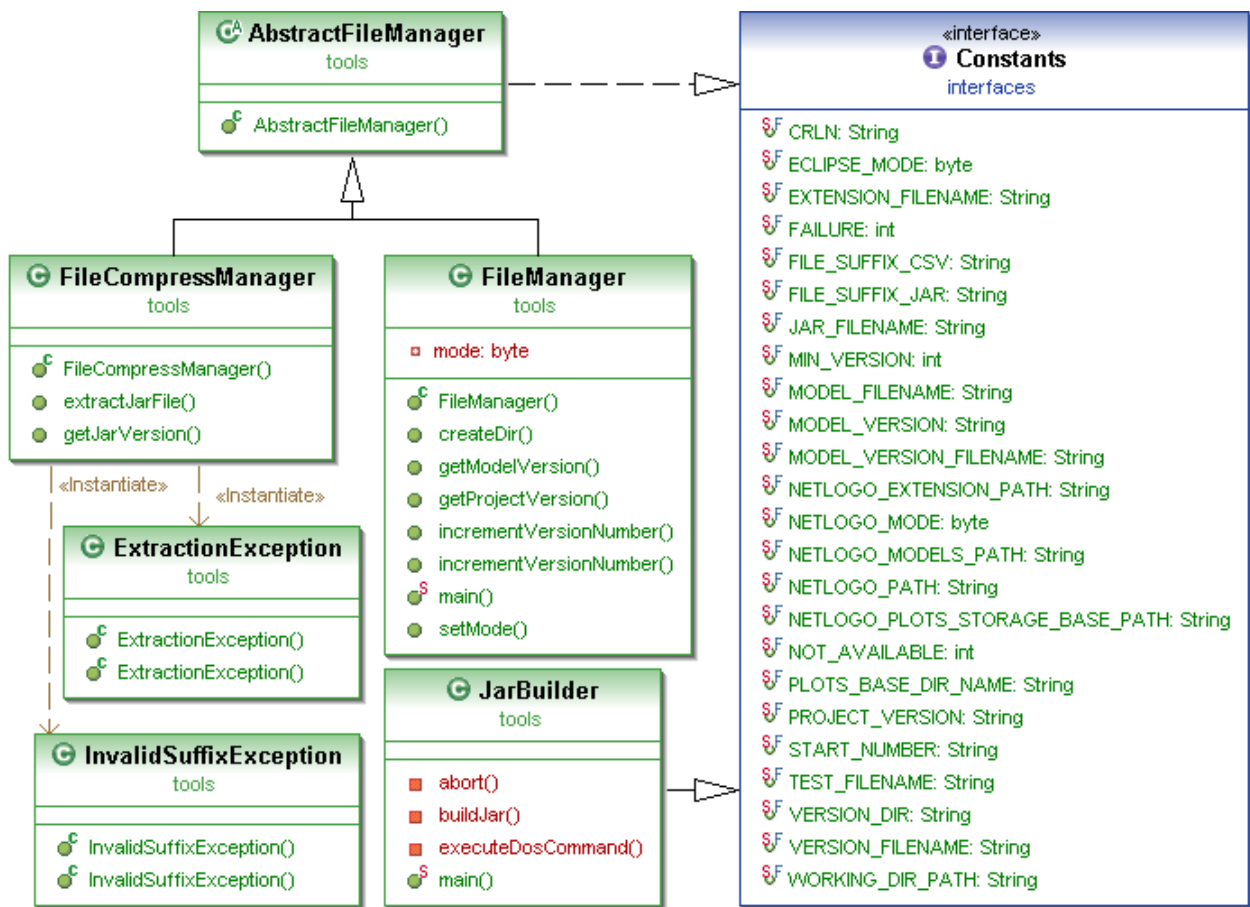 AbstractFileManager
tools
AbstractFileManager()
«interface»
Constants
interfaces
CRLN: String
ECLIPSE_MODE: byte
EXTENSION_FILENAME: String
FAILURE: int
FILE_SUFFIX_CSV: String
FILE_SUFFIX_JAR: String
JAR_FILENAME: String
MIN_VERSION: int
MODEL_FILENAME: String
MODEL_VERSION: String
MODEL_VERSION_FILENAME: String
NETLOGO_EXTENSION_PATH: String
NETLOGO_MODE: byte
NETLOGO_MODELS_PATH: String
NETLOGO_PATH: String
NETLOGO_PLOTS_STORAGE_BASE_PATH: String
NOT_AVAILABLE: int
PLOTS_BASE_DIR_NAME: String
PROJECT_VERSION: String
START_NUMBER: String
TEST_FILENAME: String
VERSION_DIR: String
VERSION_FILENAME: String
WORKING_DIR_PATH: String
FileCompressManager
tools
FileCompressManager()
extractJarFile()
getJarVersion()
FileManager
tools
mode: byte
FileManager()
createDir()
getModelVersion()
getProjectVersion()
incrementVersionNumber()
incrementVersionNumber()
main()
setMode()
«Instantiate»
«Instantiate»
ExtractionException
tools
ExtractionException()
ExtractionException()
InvalidSuffixException
tools
InvalidSuffixException()
InvalidSuffixException()
JarBuilder
tools
abort()
buildJar()
executeDosCommand()
main()